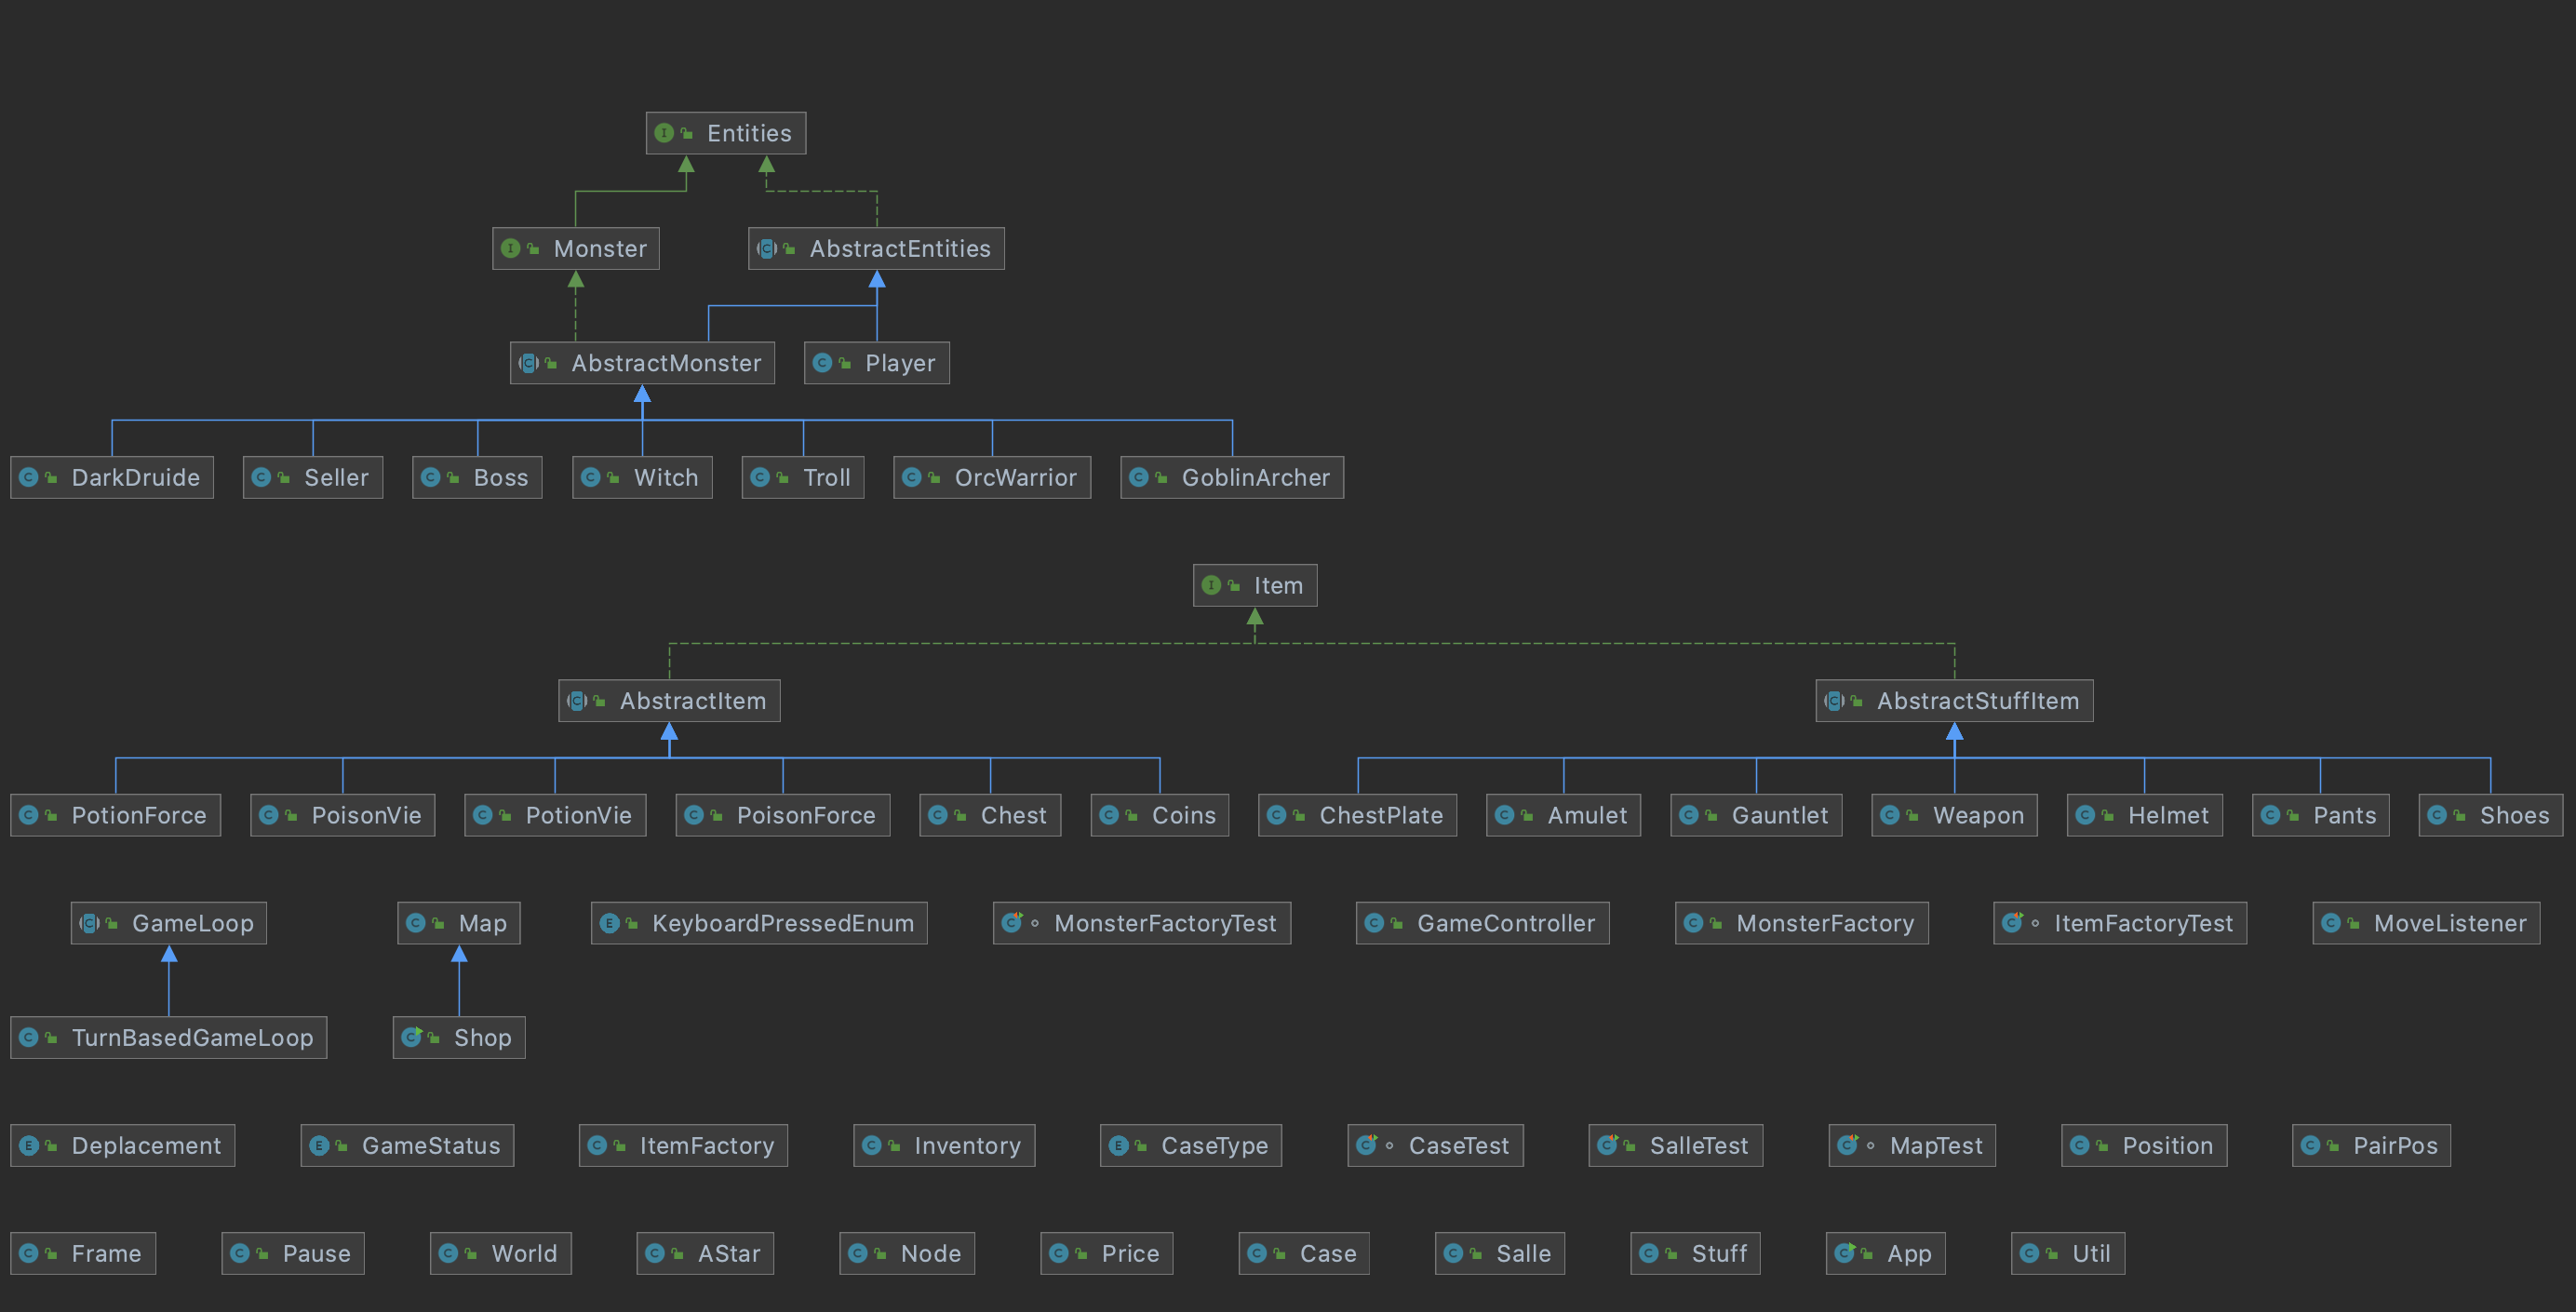 Entities
Monster AbstractEntities
AbstractMonster Player
DarkDruide Seller Boss Witch Troll OrcWarrior GoblinArcher
Item
AbstractItem AbstractStuffItem
PotionForce PoisonVie PotionVie PoisonForce Chest Coins ChestPlate Amulet Gauntlet Weapon Helmet Pants Shoes
GameLoop Map KeyboardPressedEnum MonsterFactoryTest GameController MonsterFactory ItemFactoryTest MoveListener
TurnBasedGameLoop Shop
Deplacement GameStatus ItemFactory Inventory CaseType CaseTest SalleTest MapTest Position PairPos
Frame Pause World AStar Node Price Case Salle Stuff App Util